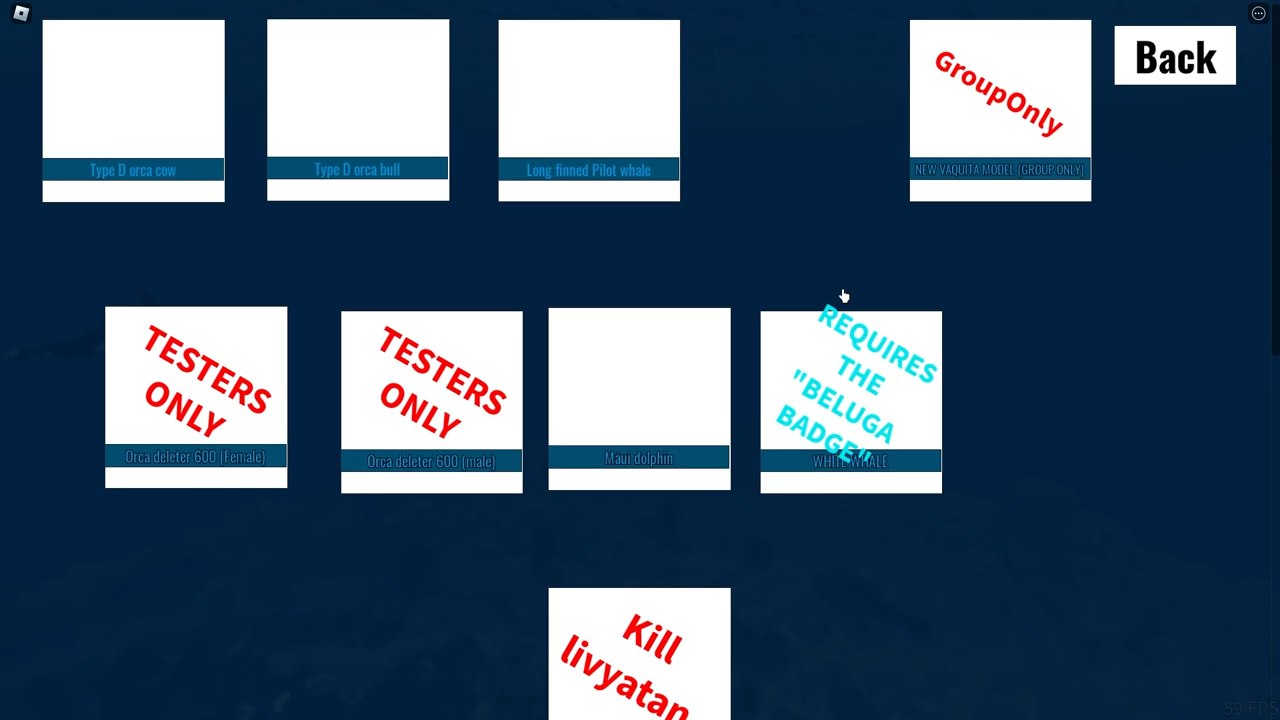 GroupOnly
Back
Type D orca cow
Type D orca bull
Long finned Pilot whale
NEW VAQUITA MODEL (GROUP ONLY)
TESTERS
ONLY
Orca deleter 600 (Female)
TESTERS
ONLY
Orca deleter 600 (male)
Maui dolphin
REQUIRES
THE
"BELUGA
BADGE"
WHITE WHALE
Kill
livyatan
59 FPS